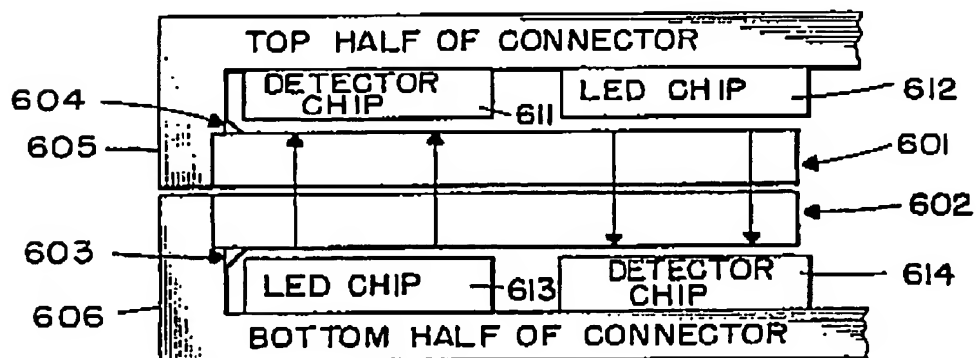 TOP HALF OF CONNECTOR
DETECTOR CHIP
LED CHIP
612
604
611
605
601
602
603
LED CHIP
613
DETECTOR CHIP
614
606
BOTTOM HALF OF CONNECTOR